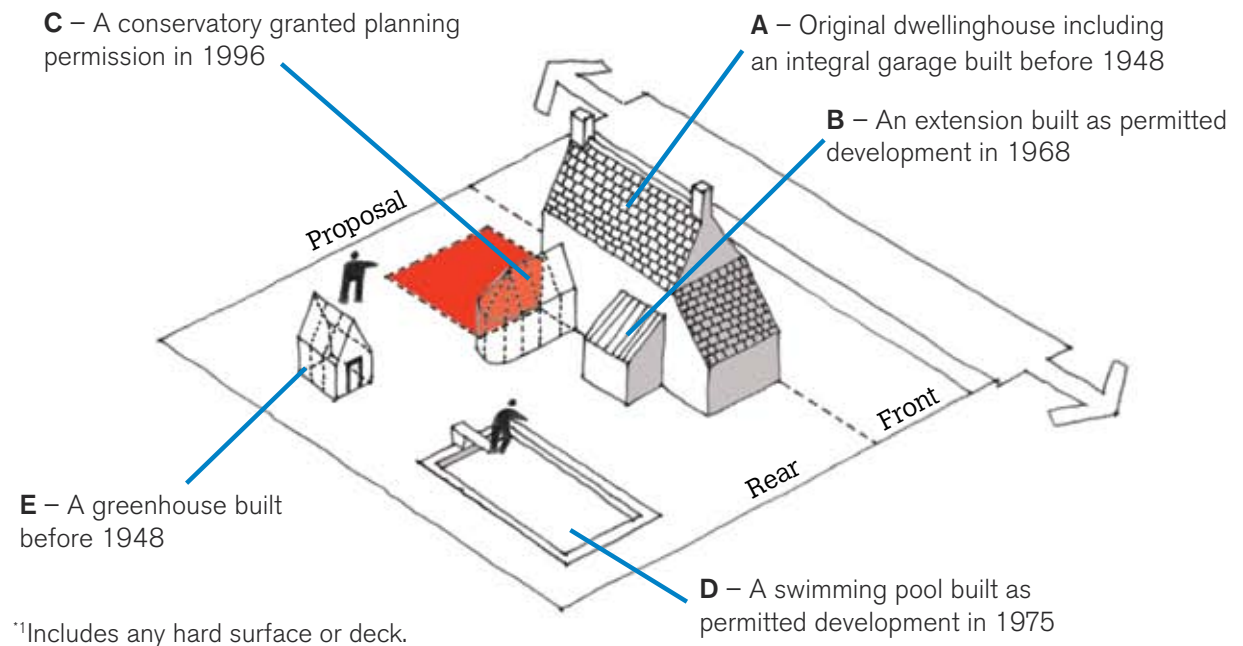 C – A conservatory granted planning
permission in 1996
A – Original dwellinghouse including
an integral garage built before 1948
B – An extension built as permitted
development in 1968
Proposal
Front
Rear
E – A greenhouse built
before 1948
D – A swimming pool built as
permitted development in 1975
*1Includes any hard surface or deck.